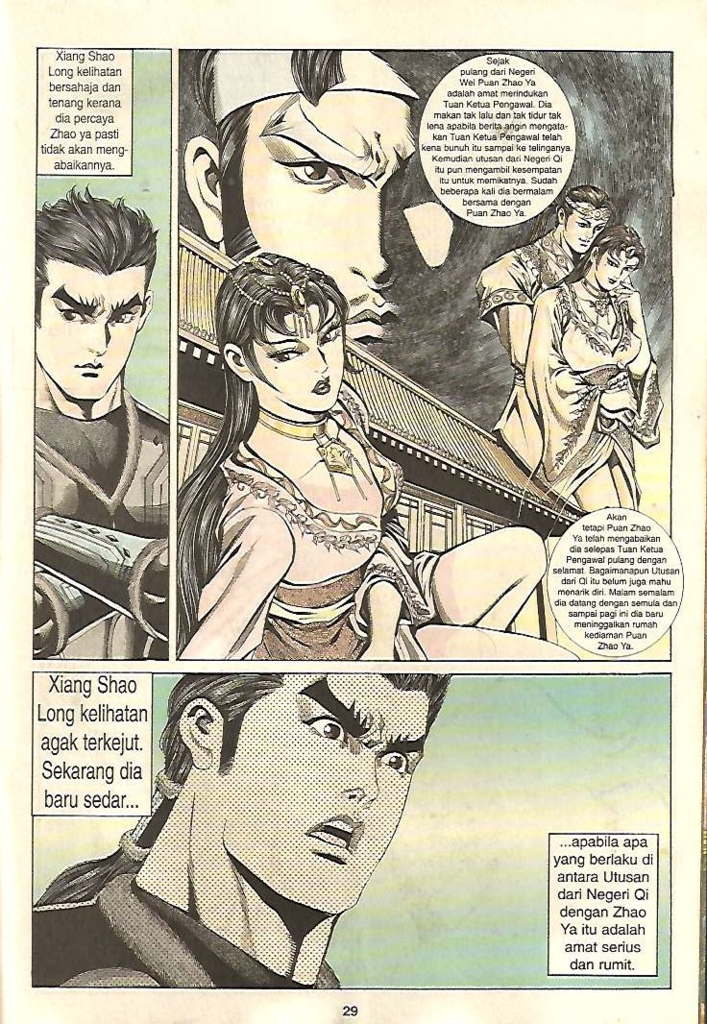 Xiang Shao
Long kelihatan
bersahaja dan
tenang kerana
dia percaya
Zhao ya pasti
tidak akan meng-
abaikannya.
Sejak
pulang dari Negeri
Wei Puan Zhao Ya
adalah amat merindukan
Tuan Ketua Pengawal. Dia
makan tak lalu dan tak tidur tak
lena apabila berita angin mengata-
kan Tuan Ketua Pengawal telah
kena bunuh itu sampai ke telinganya.
Kemudian utusan dari Negeri Qi
itu pun mengambil kesempatan
itu untuk memikatnya. Sudah
beberapa kali dia bermalam
bersama dengan
Puan Zhao Ya.
Akan
tetapi Puan Zhao
Ya telah mengabaikan
dia selepas Tuan Ketua
Pengawal pulang dengan
selamat. Bagaimanapun Utusan
dari Qi itu belum juga mahu
menarik diri. Malam semalam
dia datang dengan semula dan
sampai pagi ini dia baru
meninggalkan rumah
kediaman Puan
Zhao Ya.
Xiang Shao
Long kelihatan
agak terkejut.
Sekarang dia
baru sedar...
...apabila apa
yang berlaku di
antara Utusan
dari Negeri Qi
dengan Zhao
Ya itu adalah
amat serius
dan rumit.
29